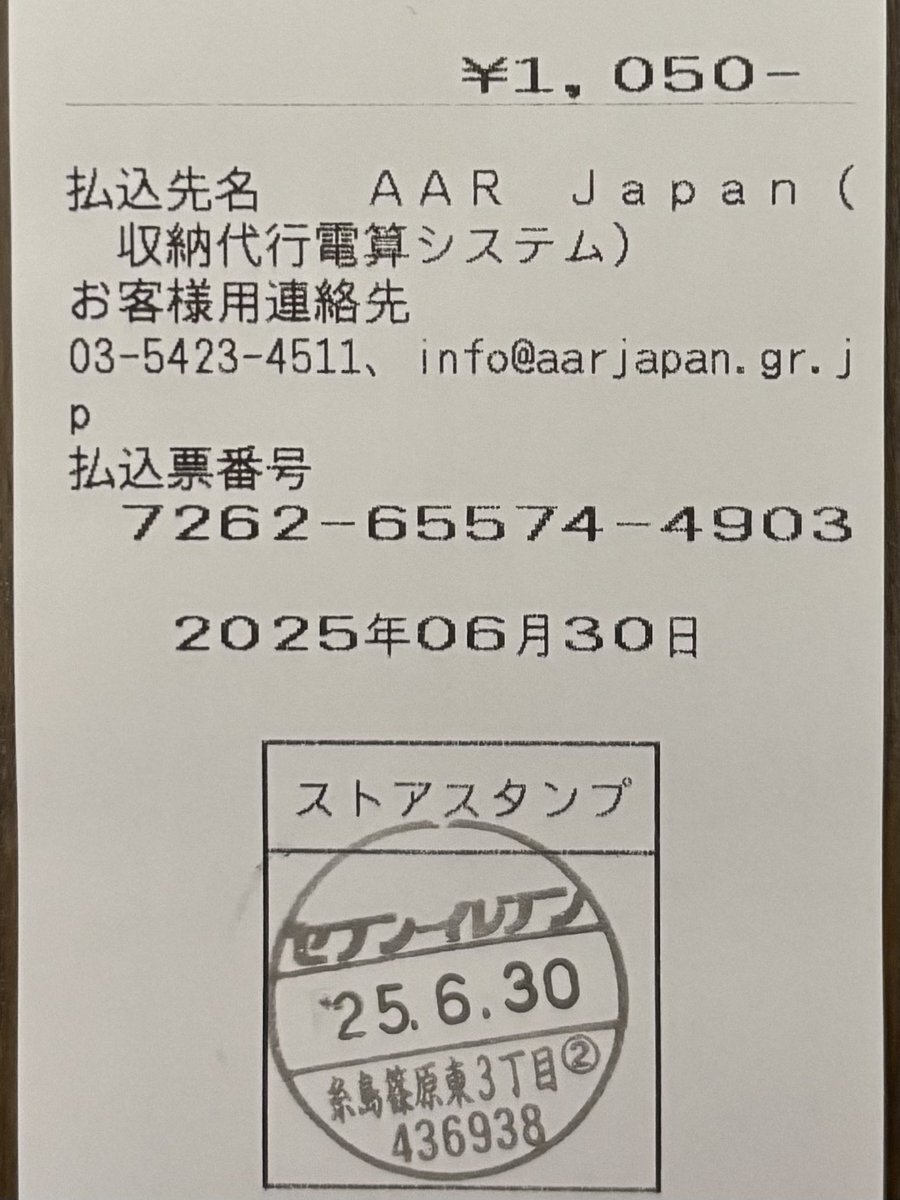 ¥1,050-
払込先名　ＡＡＲ　Ｊａｐａｎ（
収納代行電算システム）
お客様用連絡先
03-5423-4511、info@aarjapan.gr.j
p
払込票番号
7262-65574-4903
2025年06月30日
ストアスタンプ
セブン-イレブン
'25.6.30
糸島篠原東3丁目②
436938